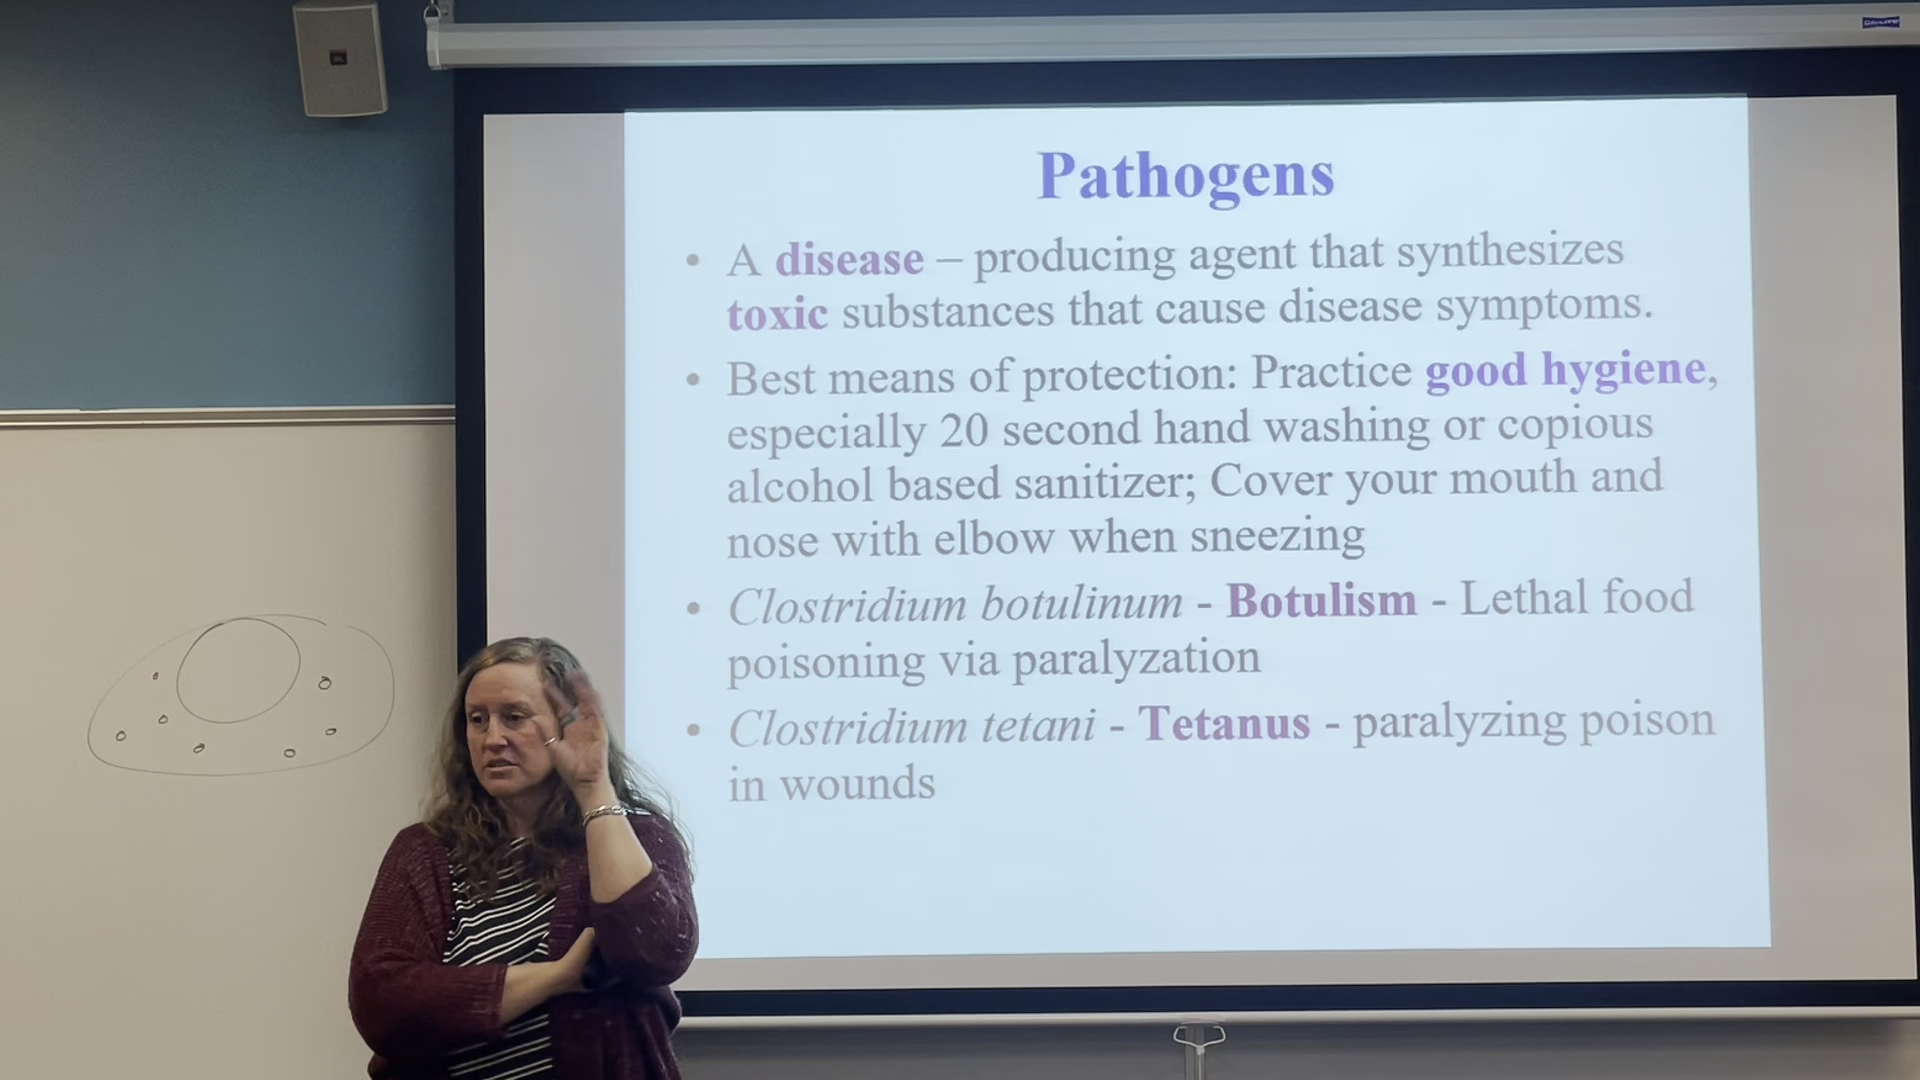 Pathogens
• A disease – producing agent that synthesizes
toxic substances that cause disease symptoms.
• Best means of protection: Practice good hygiene,
especially 20 second hand washing or copious
alcohol based sanitizer; Cover your mouth and
nose with elbow when sneezing
• Clostridium botulinum - Botulism - Lethal food
poisoning via paralyzation
• Clostridium tetani - Tetanus - paralyzing poison
in wounds